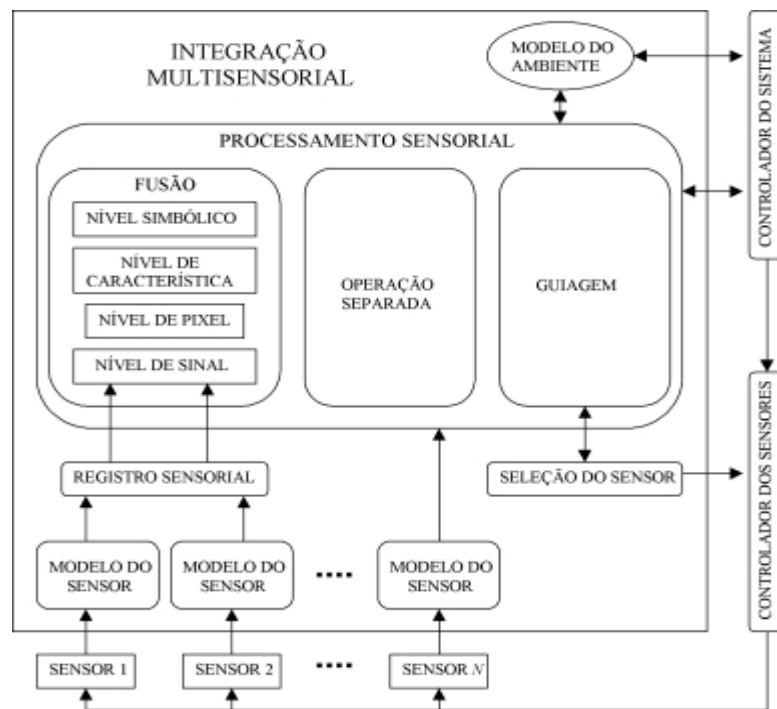 INTEGRAÇÃO
MULTISENSORIAL
MODELO DO
AMBIENTE
CONTROLADOR DO SISTEMA
PROCESSAMENTO SENSORIAL
FUSÃO
NÍVEL SIMBÓLICO
NÍVEL DE
CARACTERÍSTICA
NÍVEL DE PIXEL
NÍVEL DE SINAL
OPERAÇÃO
SEPARADA
GUIAGEM
REGISTRO SENSORIAL
SELEÇÃO DO SENSOR
CONTROLADOR DOS SENSORES
MODELO DO
SENSOR
MODELO DO
SENSOR
MODELO DO
SENSOR
SENSOR 1
SENSOR 2
SENSOR N